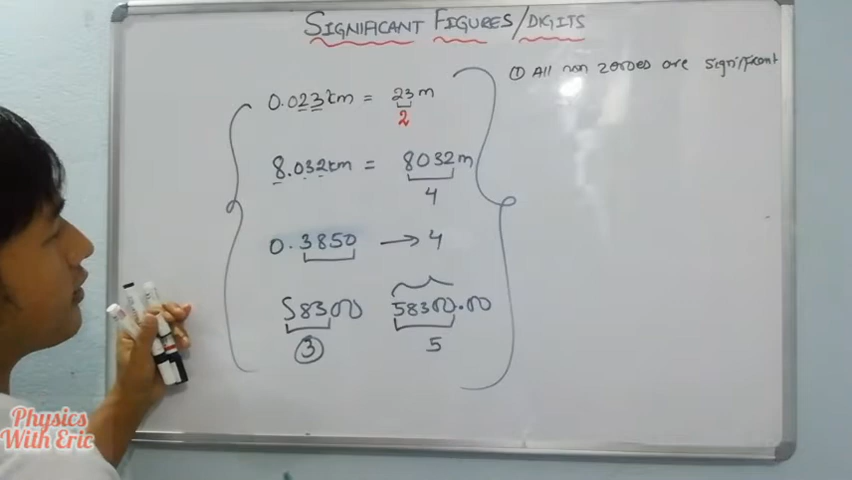 SIGNIFICANT FIGURES/DIGITS
① All non zeroes are significant
0.023km = 23m
2
8.032km = 8032m
4
0.3850 → 4
58300 58300.00
3 5
Physics
With Eric